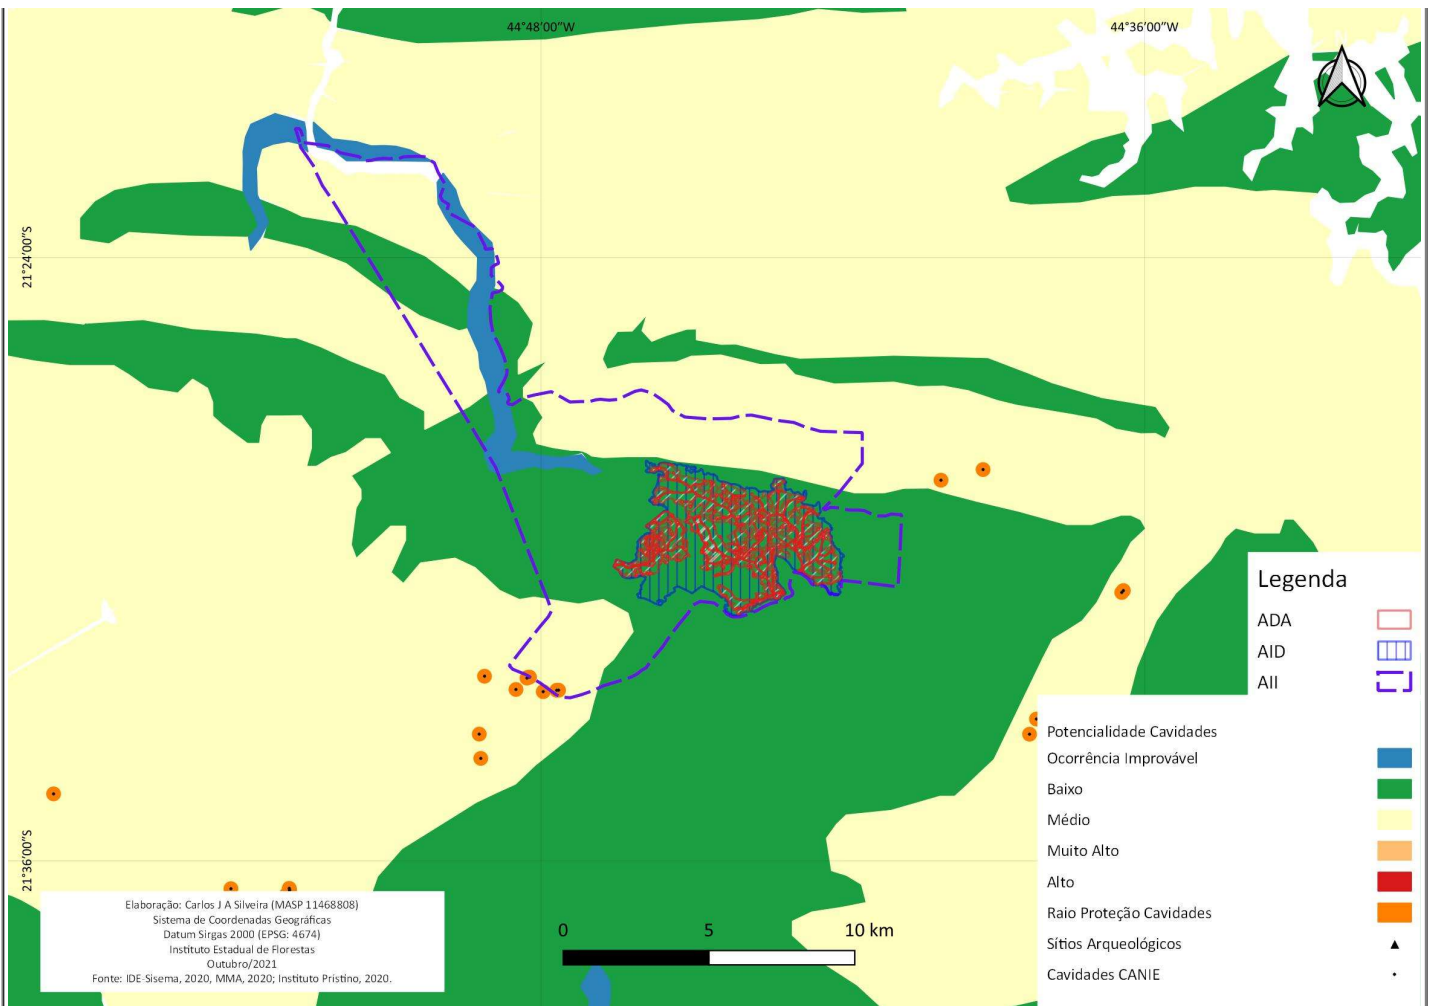 44°48'00"W
44°36'00"W
21°24'00"S
21°36'00"S
Legenda
ADA
AID
AII
Potencialidade Cavidades
Ocorrência Improvável
Baixo
Médio
Muito Alto
Alto
Raio Proteção Cavidades
Sítios Arqueológicos
Cavidades CANIE
Elaboração: Carlos J A Silveira (MASP 11468808)
Sistema de Coordenadas Geográficas
Datum Sirgas 2000 (EPSG: 4674)
Instituto Estadual de Florestas
Outubro/2021
Fonte: IDE-Sisema, 2020, MMA, 2020; Instituto Prístino, 2020.
0 5 10 km